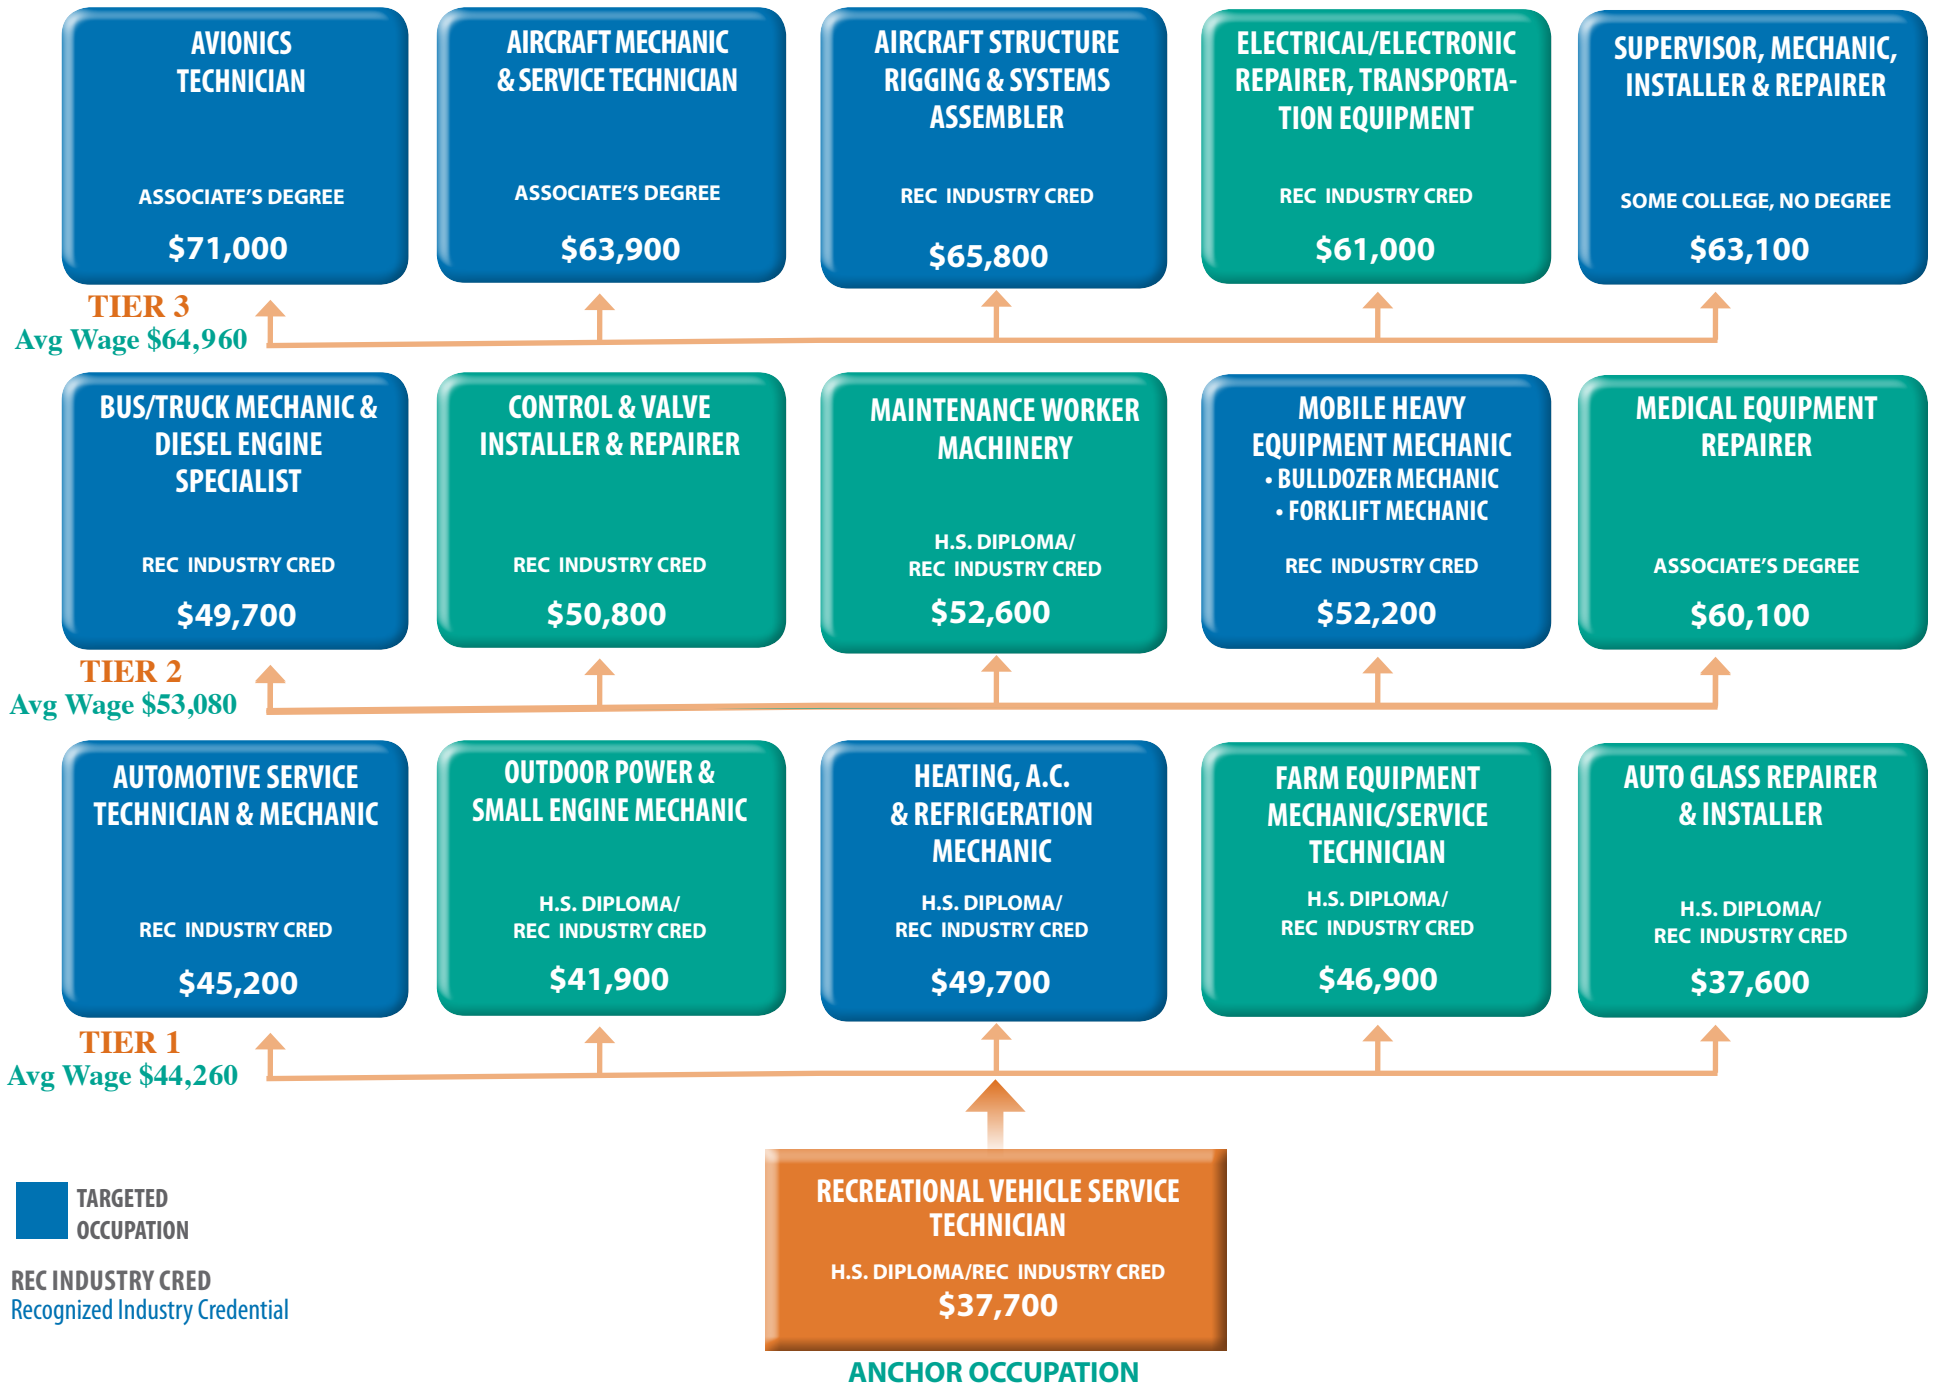 AVIONICS
TECHNICIAN
ASSOCIATE'S DEGREE
$71,000
AIRCRAFT MECHANIC
& SERVICE TECHNICIAN
ASSOCIATE'S DEGREE
$63,900
AIRCRAFT STRUCTURE
RIGGING & SYSTEMS
ASSEMBLER
REC INDUSTRY CRED
$65,800
ELECTRICAL/ELECTRONIC
REPAIRER, TRANSPORTA-
TION EQUIPMENT
REC INDUSTRY CRED
$61,000
SUPERVISOR, MECHANIC,
INSTALLER & REPAIRER
SOME COLLEGE, NO DEGREE
$63,100
TIER 3
Avg Wage $64,960
BUS/TRUCK MECHANIC &
DIESEL ENGINE
SPECIALIST
REC INDUSTRY CRED
$49,700
CONTROL & VALVE
INSTALLER & REPAIRER
REC INDUSTRY CRED
$50,800
MAINTENANCE WORKER
MACHINERY
H.S. DIPLOMA/
REC INDUSTRY CRED
$52,600
MOBILE HEAVY
EQUIPMENT MECHANIC
• BULLDOZER MECHANIC
• FORKLIFT MECHANIC
REC INDUSTRY CRED
$52,200
MEDICAL EQUIPMENT
REPAIRER
ASSOCIATE'S DEGREE
$60,100
TIER 2
Avg Wage $53,080
AUTOMOTIVE SERVICE
TECHNICIAN & MECHANIC
REC INDUSTRY CRED
$45,200
OUTDOOR POWER &
SMALL ENGINE MECHANIC
H.S. DIPLOMA/
REC INDUSTRY CRED
$41,900
HEATING, A.C.
& REFRIGERATION
MECHANIC
H.S. DIPLOMA/
REC INDUSTRY CRED
$49,700
FARM EQUIPMENT
MECHANIC/SERVICE
TECHNICIAN
H.S. DIPLOMA/
REC INDUSTRY CRED
$46,900
AUTO GLASS REPAIRER
& INSTALLER
H.S. DIPLOMA/
REC INDUSTRY CRED
$37,600
TIER 1
Avg Wage $44,260
TARGETED
OCCUPATION
REC INDUSTRY CRED
Recognized Industry Credential
RECREATIONAL VEHICLE SERVICE
TECHNICIAN
H.S. DIPLOMA/REC INDUSTRY CRED
$37,700
ANCHOR OCCUPATION